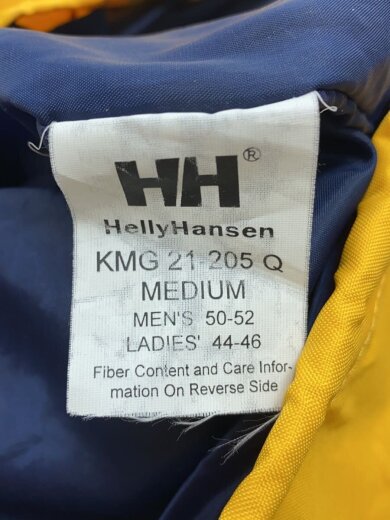 HH®
HellyHansen
KMG 21 205 Q
MEDIUM
MEN'S 50-52
LADIES' 44-46
Fiber Content and Care Infor-
mation On Reverse Side